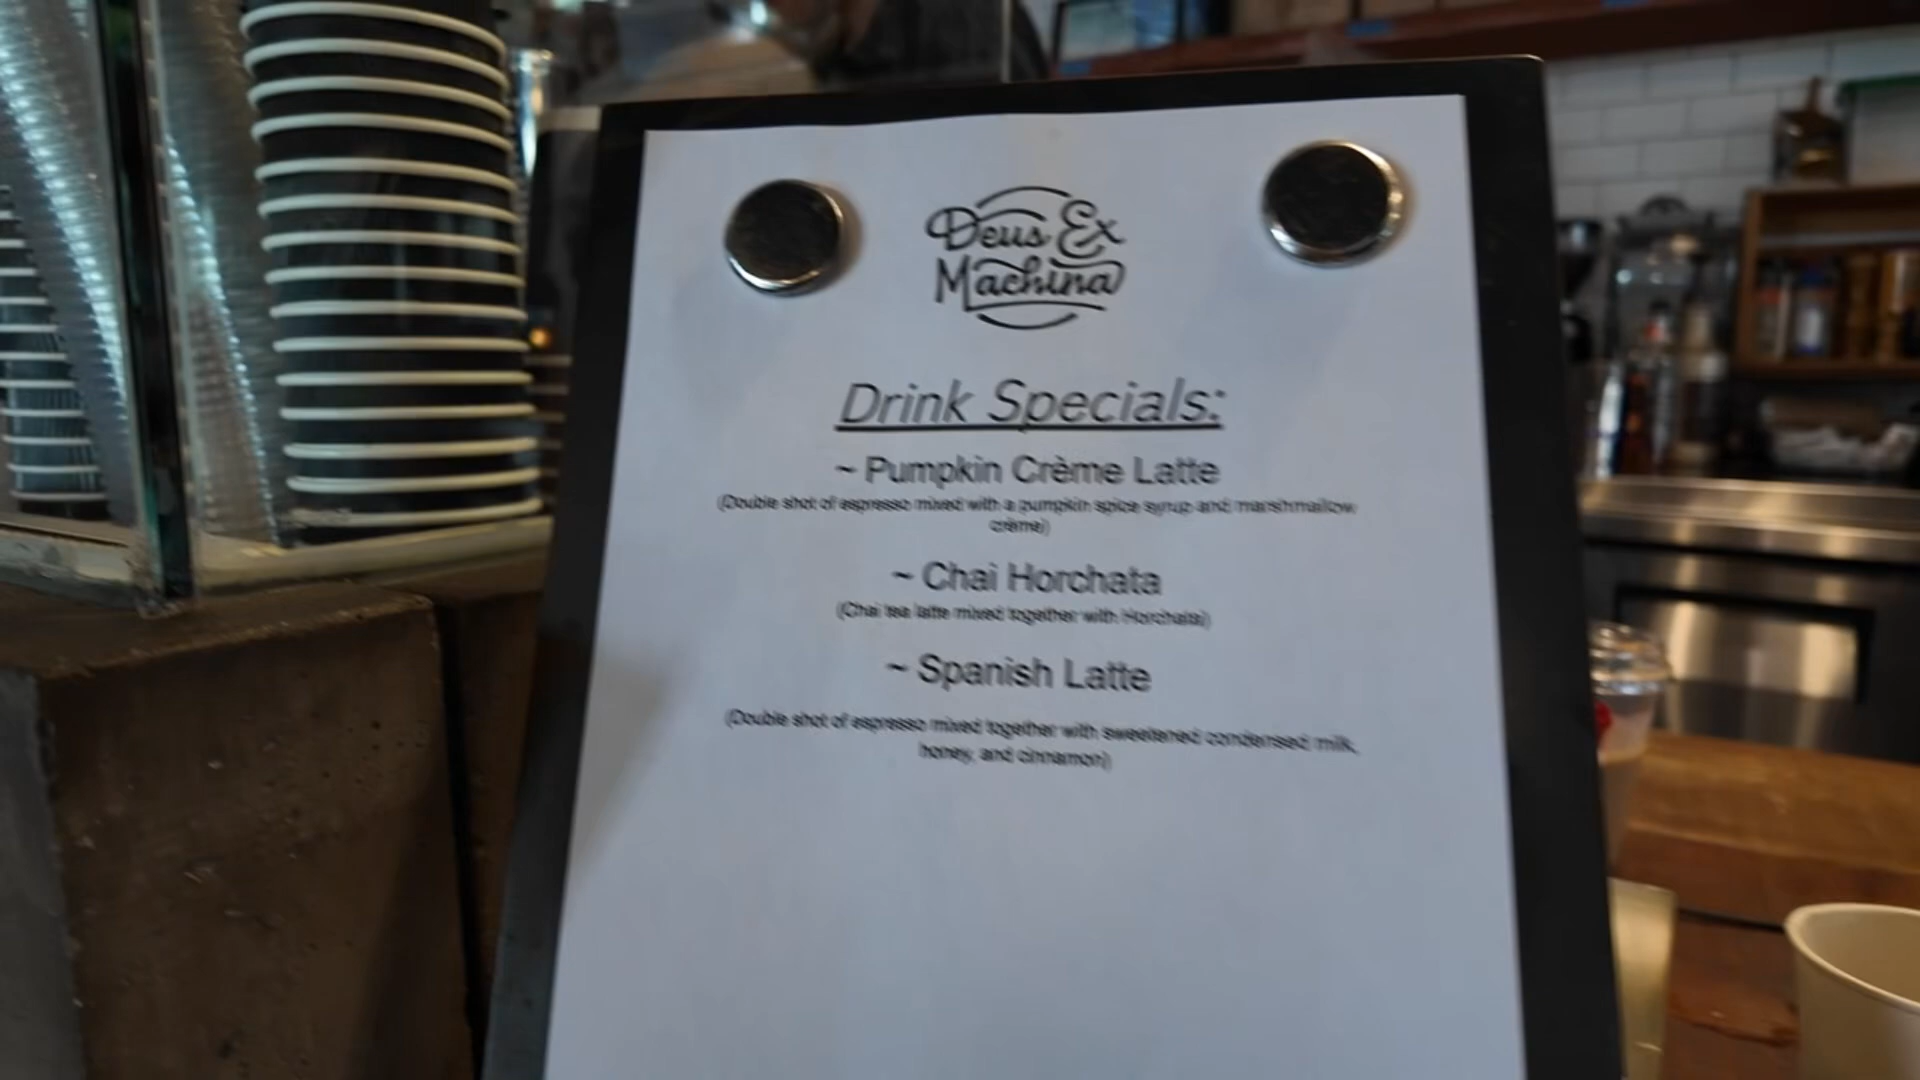 Deus Ex
Machina
Drink Specials:
~ Pumpkin Crème Latte
(Double shot of espresso mixed with a pumpkin spice syrup and marshmallow
crème)
~ Chai Horchata
(Chai tea latte mixed together with Horchata)
~ Spanish Latte
(Double shot of espresso mixed together with sweetened condensed milk,
honey, and cinnamon)